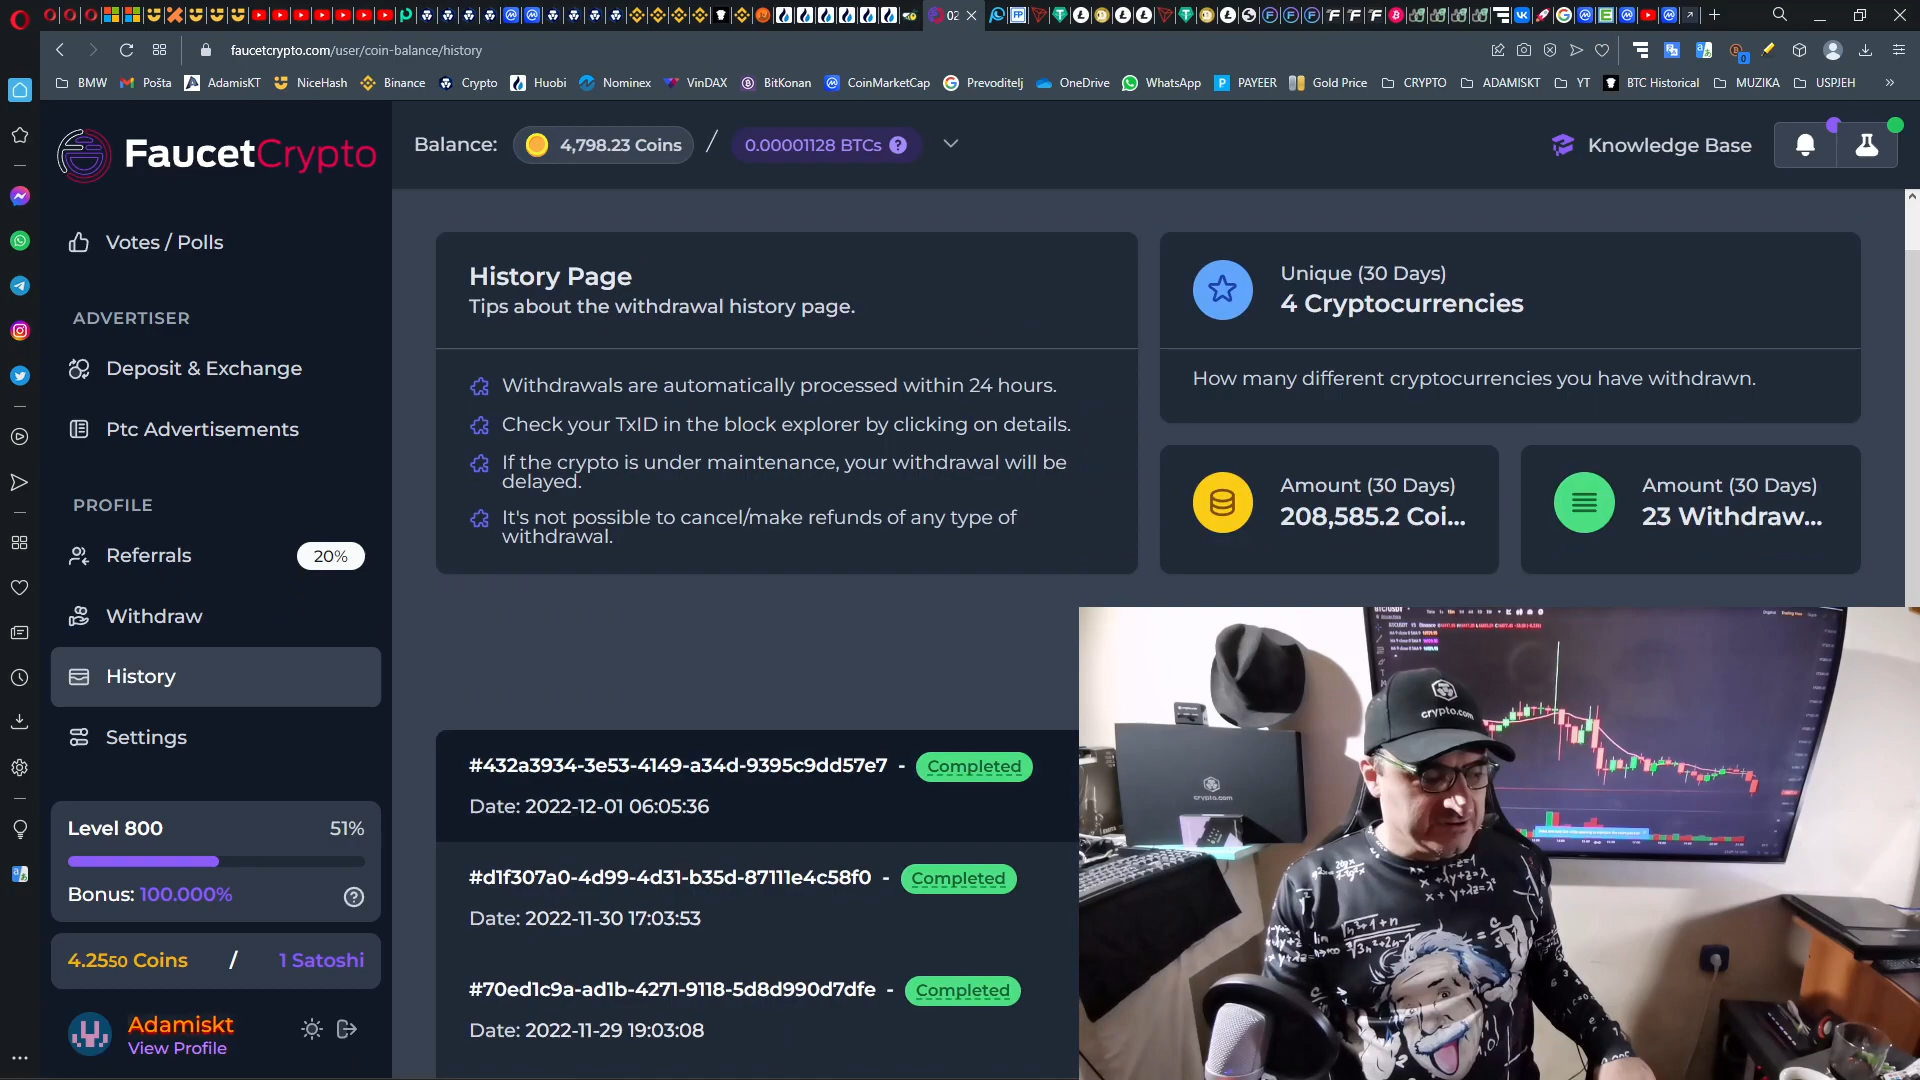 02
faucetcrypto.com/user/coin-balance/history
BMW
Pošta
AdamisKT
NiceHash
Binance
Crypto
Huobi
Nominex
VinDAX
BitKonan
CoinMarketCap
Prevoditelj
OneDrive
WhatsApp
PAYEER
Gold Price
CRYPTO
ADAMISKT
YT
BTC Historical
MUZIKA
USPJEH
FaucetCrypto
Balance:
4,798.23 Coins
/
0.00001128 BTCs
Knowledge Base
Votes / Polls
ADVERTISER
Deposit & Exchange
Ptc Advertisements
PROFILE
Referrals
20%
Withdraw
History
Settings
Level 800
51%
Bonus: 100.000%
4.2550 Coins / 1 Satoshi
Adamiskt
View Profile
History Page
Tips about the withdrawal history page.
Withdrawals are automatically processed within 24 hours.
Check your TxID in the block explorer by clicking on details.
If the crypto is under maintenance, your withdrawal will be
delayed.
It's not possible to cancel/make refunds of any type of
withdrawal.
Unique (30 Days)
4 Cryptocurrencies
How many different cryptocurrencies you have withdrawn.
Amount (30 Days)
208,585.2 Coi...
Amount (30 Days)
23 Withdraw...
#432a3934-3e53-4149-a34d-9395c9dd57e7 - Completed
Date: 2022-12-01 06:05:36
#d1f307a0-4d99-4d31-b35d-87111e4c58f0 - Completed
Date: 2022-11-30 17:03:53
#70ed1c9a-ad1b-4271-9118-5d8d990d7dfe - Completed
Date: 2022-11-29 19:03:08
crypto.com
crypto.com